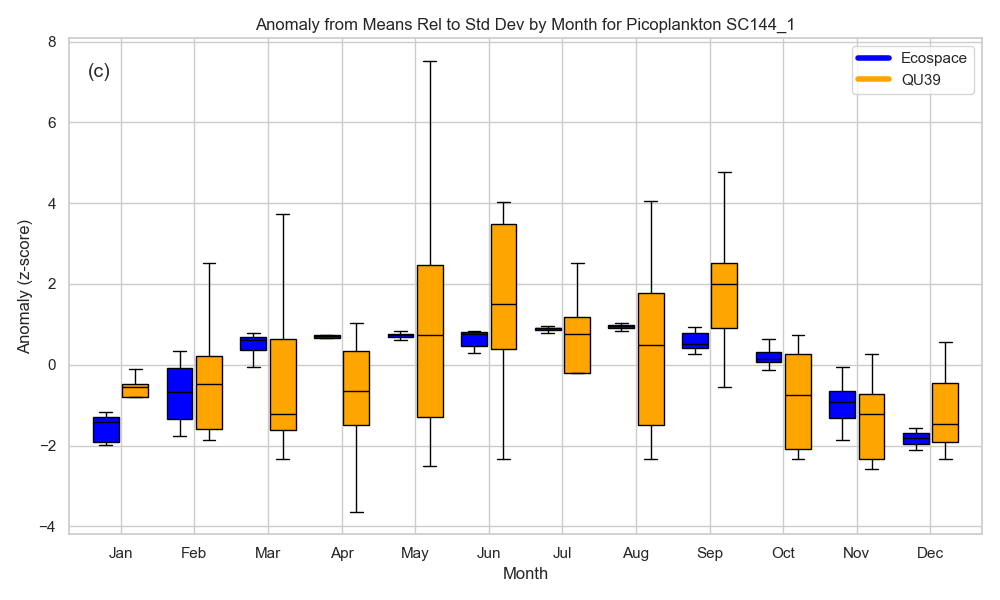 Anomaly from Means Rel to Std Dev by Month for Picoplankton SC144_1
(c)
Ecospace
QU39
Anomaly (z-score)
8
6
4
2
0
−2
−4
Jan Feb Mar Apr May Jun Jul Aug Sep Oct Nov Dec
Month